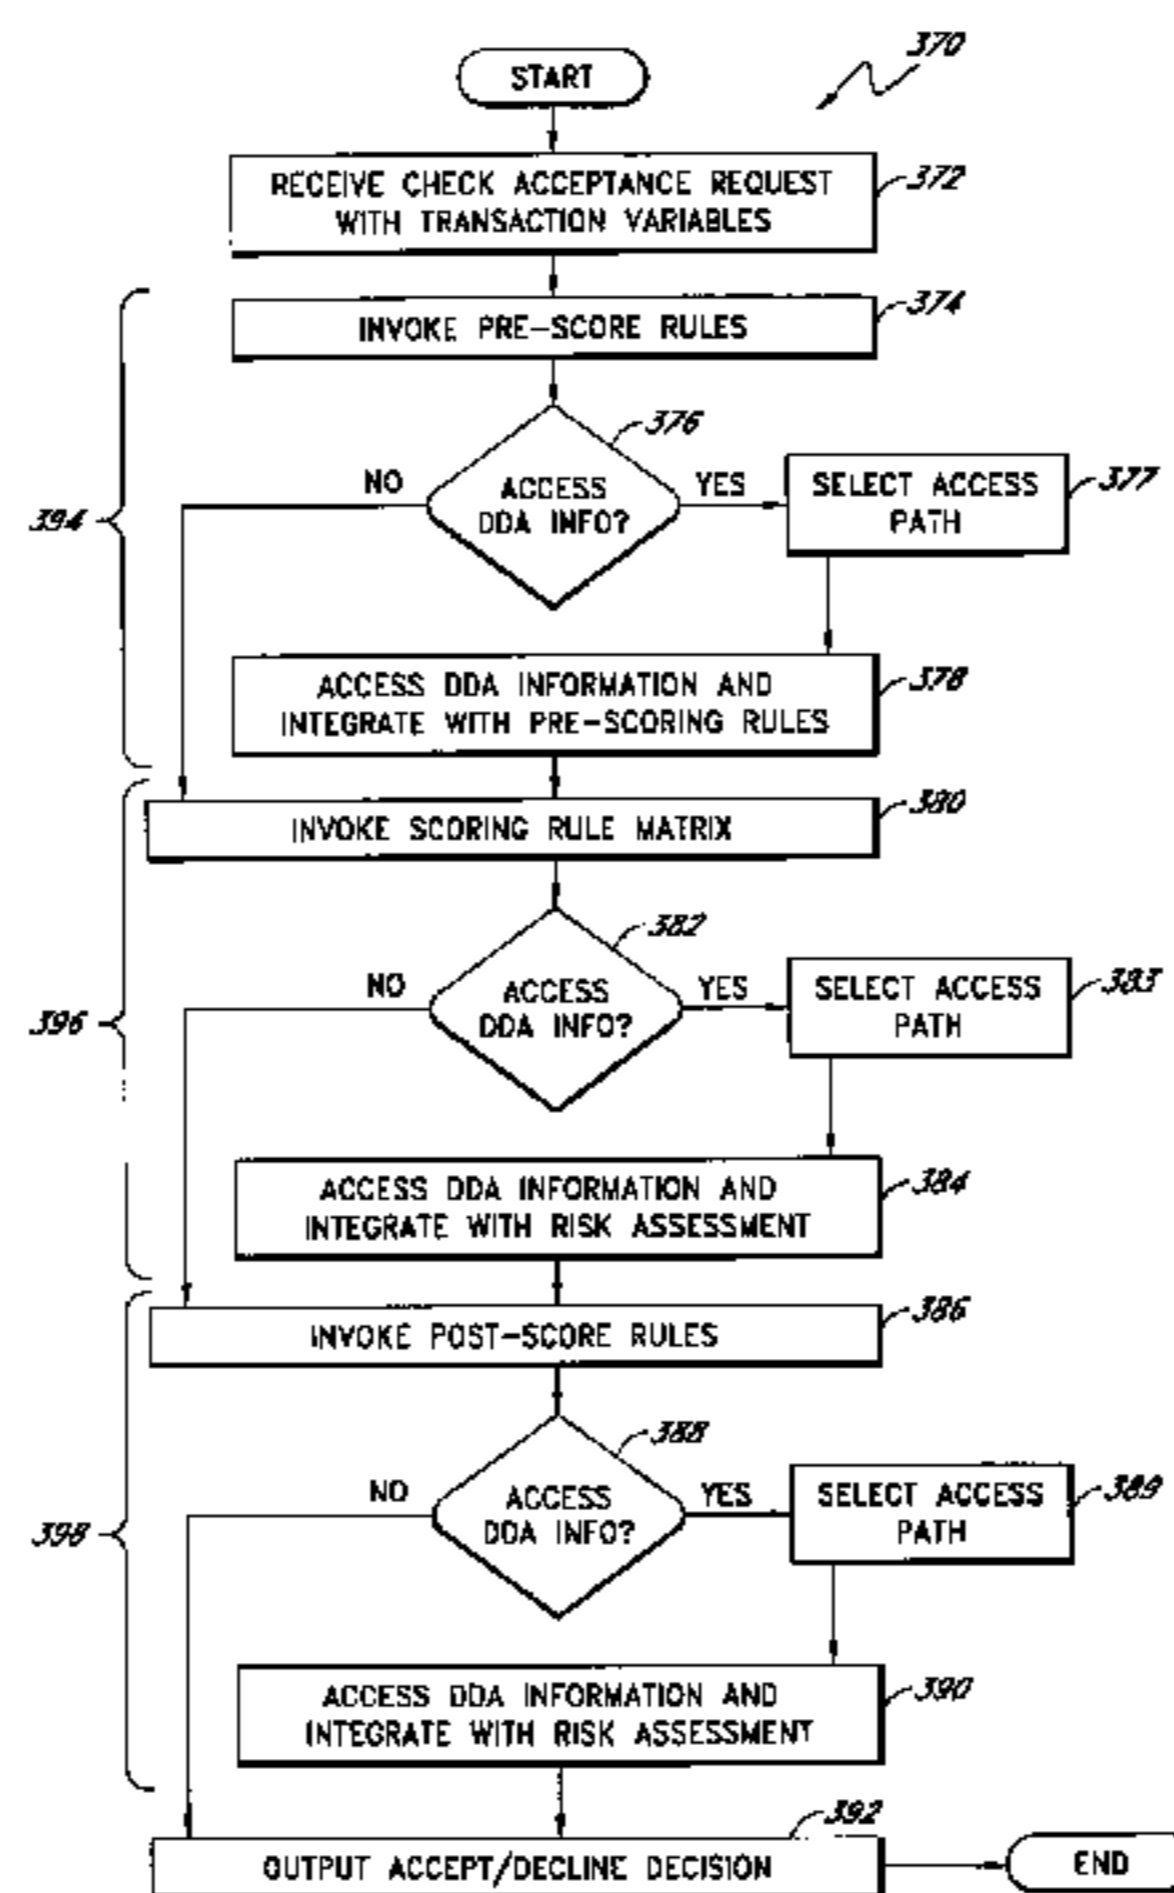 370
START
RECEIVE CHECK ACCEPTANCE REQUEST
WITH TRANSACTION VARIABLES
372
INVOKE PRE-SCORE RULES
374
376
NO
ACCESS
DDA INFO?
YES
SELECT ACCESS
PATH
377
394
ACCESS DDA INFORMATION AND
INTEGRATE WITH PRE-SCORING RULES
378
INVOKE SCORING RULE MATRIX
380
382
NO
ACCESS
DDA INFO?
YES
SELECT ACCESS
PATH
383
396
ACCESS DDA INFORMATION AND
INTEGRATE WITH RISK ASSESSMENT
384
INVOKE POST-SCORE RULES
386
388
NO
ACCESS
DDA INFO?
YES
SELECT ACCESS
PATH
389
398
ACCESS DDA INFORMATION AND
INTEGRATE WITH RISK ASSESSMENT
390
392
OUTPUT ACCEPT/DECLINE DECISION
END